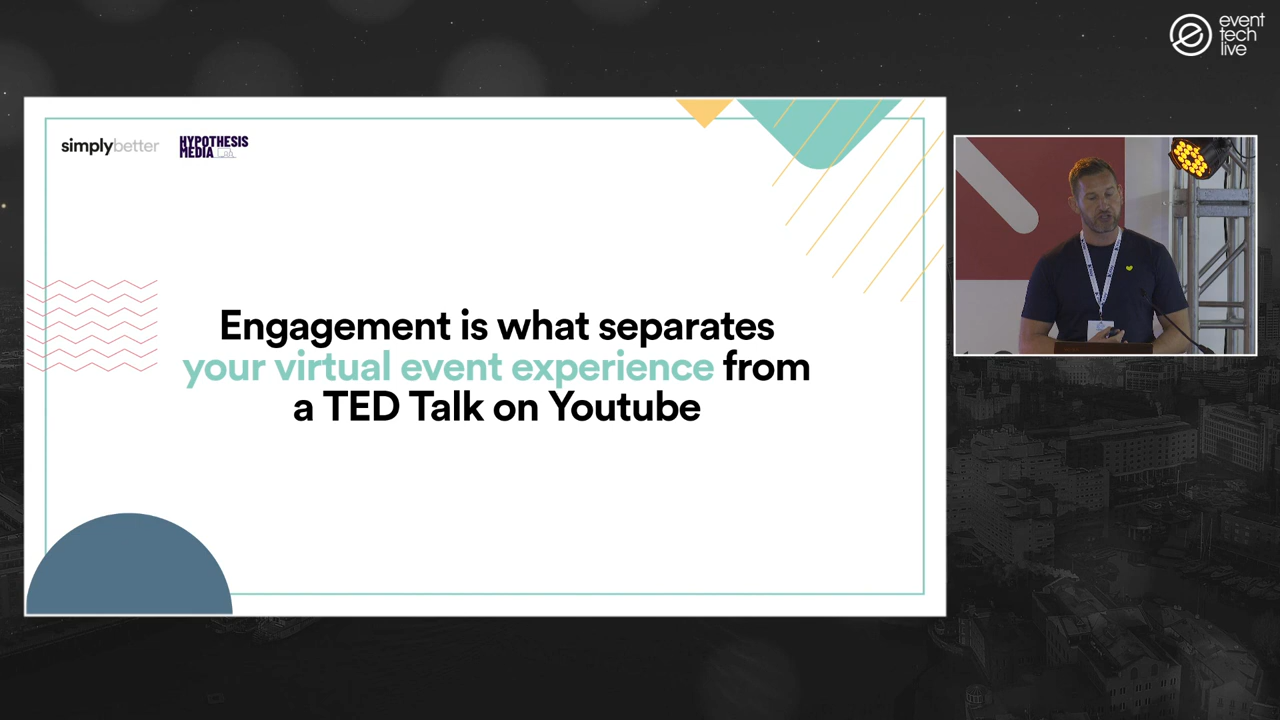 event
tech
live
simplybetter
HYPOTHESIS
MEDIA Lab
Engagement is what separates
your virtual event experience from
a TED Talk on Youtube